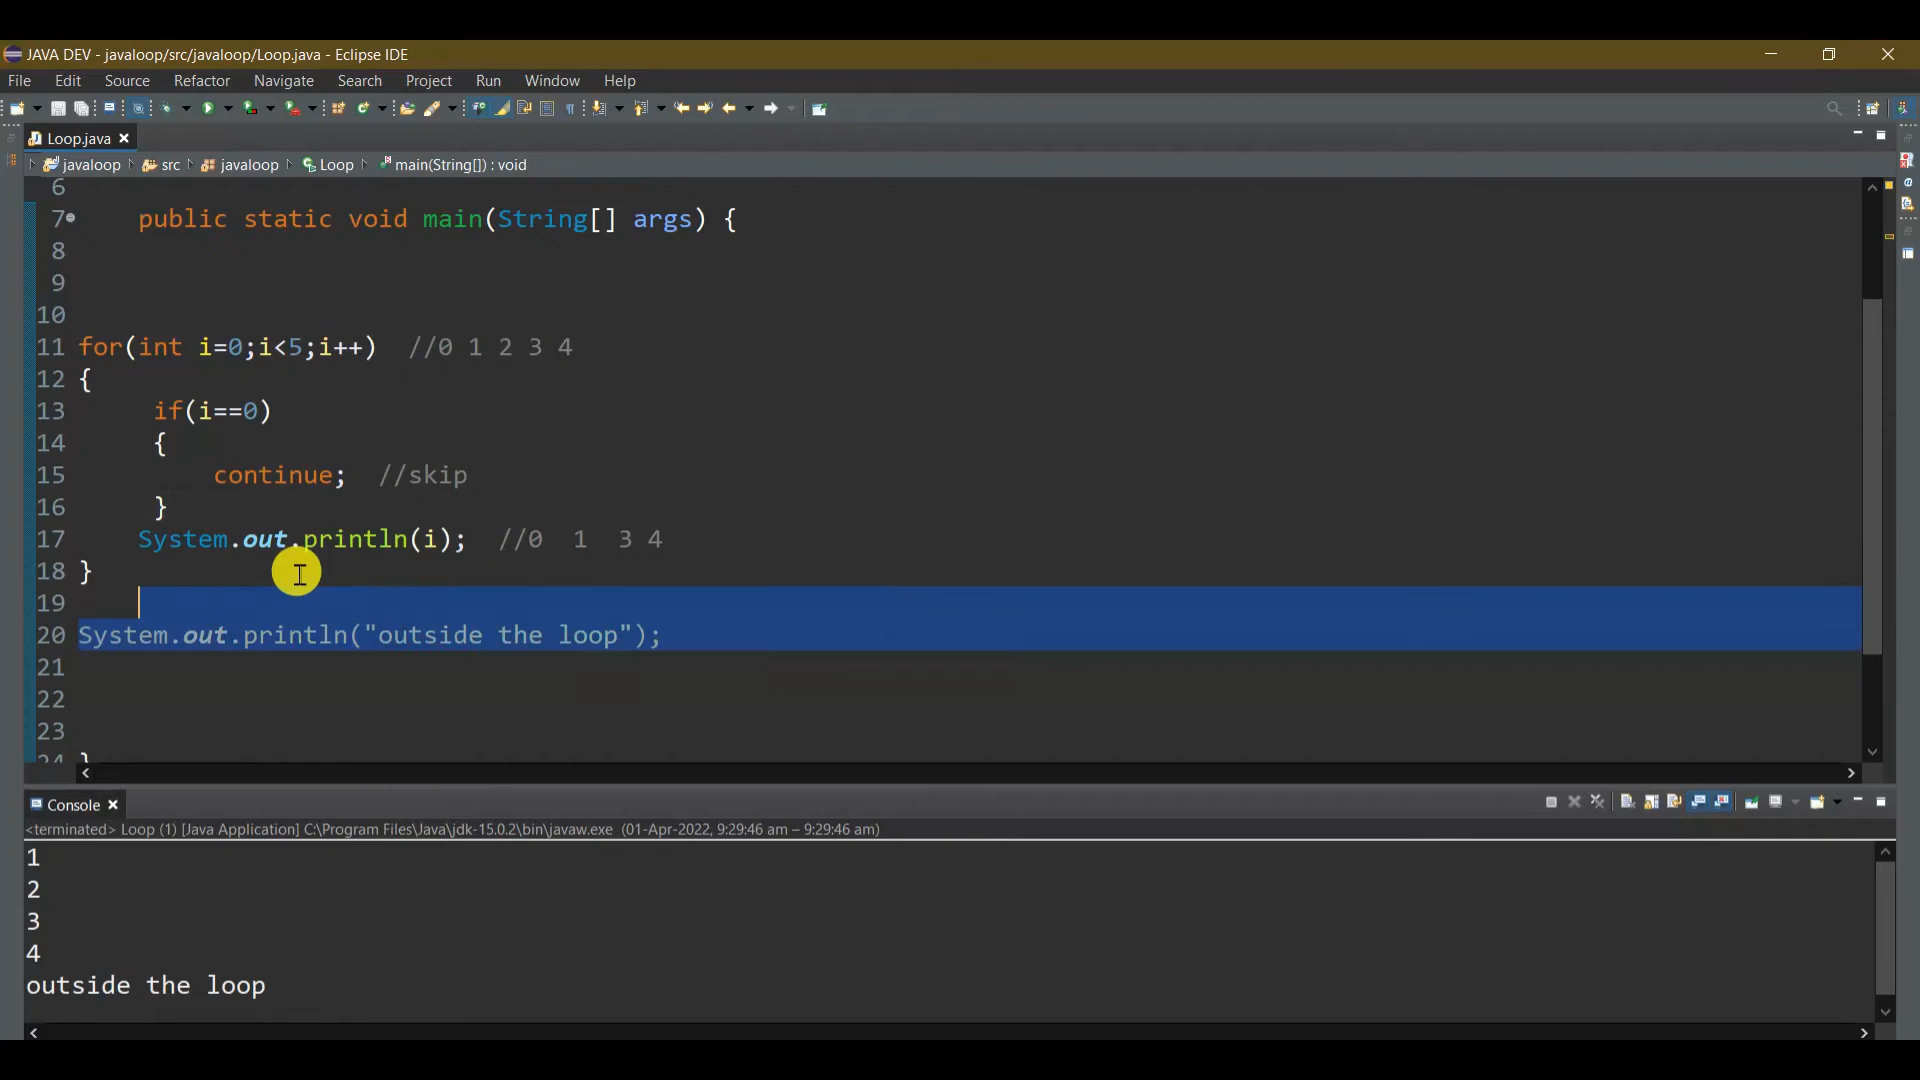 JAVA DEV - javaloop/src/javaloop/Loop.java - Eclipse IDE
File Edit Source Refactor Navigate Search Project Run Window Help
Loop.java
javaloop src javaloop Loop main(String[]) : void
6
7 public static void main(String[] args) {
8
9
10
11 for(int i=0;i<5;i++) //0 1 2 3 4
12 {
13 if(i==0)
14 {
15 continue; //skip
16 }
17 System.out.println(i); //0 1 3 4
18 }
19
20 System.out.println("outside the loop");
21
22
23
24 }
Console
<terminated> Loop (1) [Java Application] C:\Program Files\Java\jdk-15.0.2\bin\javaw.exe (01-Apr-2022, 9:29:46 am – 9:29:46 am)
1
2
3
4
outside the loop